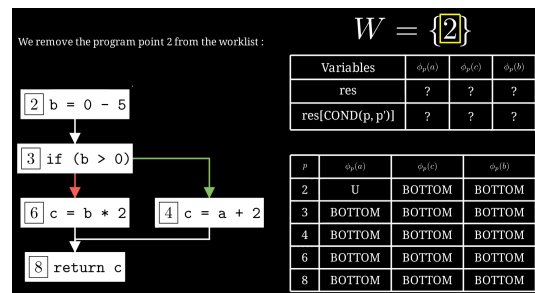 We remove the program point 2 from the worklist :
W = {2}
Variables ϕₚ(a) ϕₚ(c) ϕₚ(b)
res ? ? ?
res[COND(p, p')] ? ? ?
2 b = 0 - 5
3 if (b > 0)
6 c = b * 2
4 c = a + 2
8 return c
p ϕₚ(a) ϕₚ(c) ϕₚ(b)
2 U BOTTOM BOTTOM
3 BOTTOM BOTTOM BOTTOM
4 BOTTOM BOTTOM BOTTOM
6 BOTTOM BOTTOM BOTTOM
8 BOTTOM BOTTOM BOTTOM